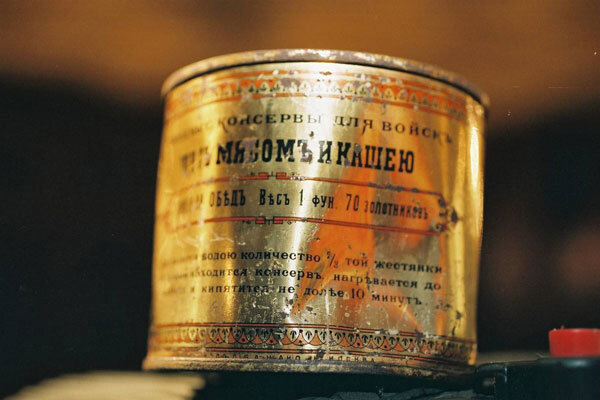 КОНСЕРВЫ ДЛЯ ВОЙСКЪ
МЯСОМЪ И КАШЕЮ
ОБѢДЪ Вѣсъ 1 фун. 70 золотниковъ
водою количество ⅔ той жестянки
находится консервъ, нагрѣвается до
и кипятится не долѣе 10 минутъ.